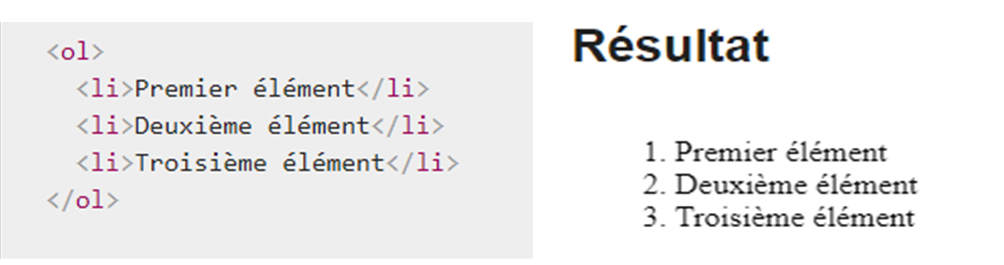 <ol>
<li>Premier élément</li>
<li>Deuxième élément</li>
<li>Troisième élément</li>
</ol>
Résultat
1. Premier élément
2. Deuxième élément
3. Troisième élément